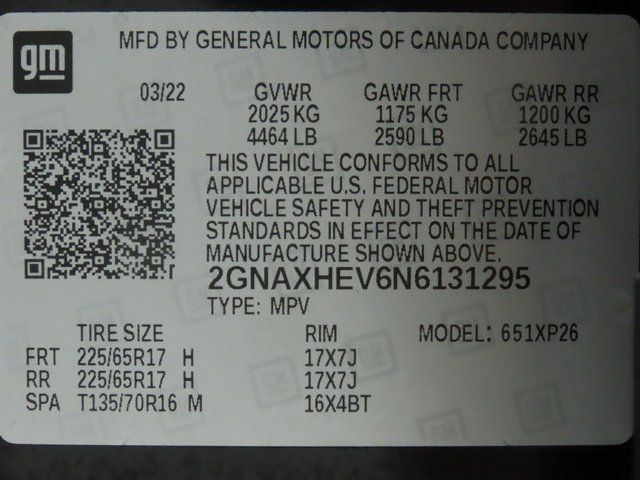 gm
MFD BY GENERAL MOTORS OF CANADA COMPANY
03/22 GVWR GAWR FRT GAWR RR
2025 KG 1175 KG 1200 KG
4464 LB 2590 LB 2645 LB
THIS VEHICLE CONFORMS TO ALL
APPLICABLE U.S. FEDERAL MOTOR
VEHICLE SAFETY AND THEFT PREVENTION
STANDARDS IN EFFECT ON THE DATE OF
MANUFACTURE SHOWN ABOVE.
2GNAXHEV6N6131295
TYPE: MPV
TIRE SIZE RIM MODEL: 651XP26
FRT 225/65R17 H 17X7J
RR 225/65R17 H 17X7J
SPA T135/70R16 M 16X4BT